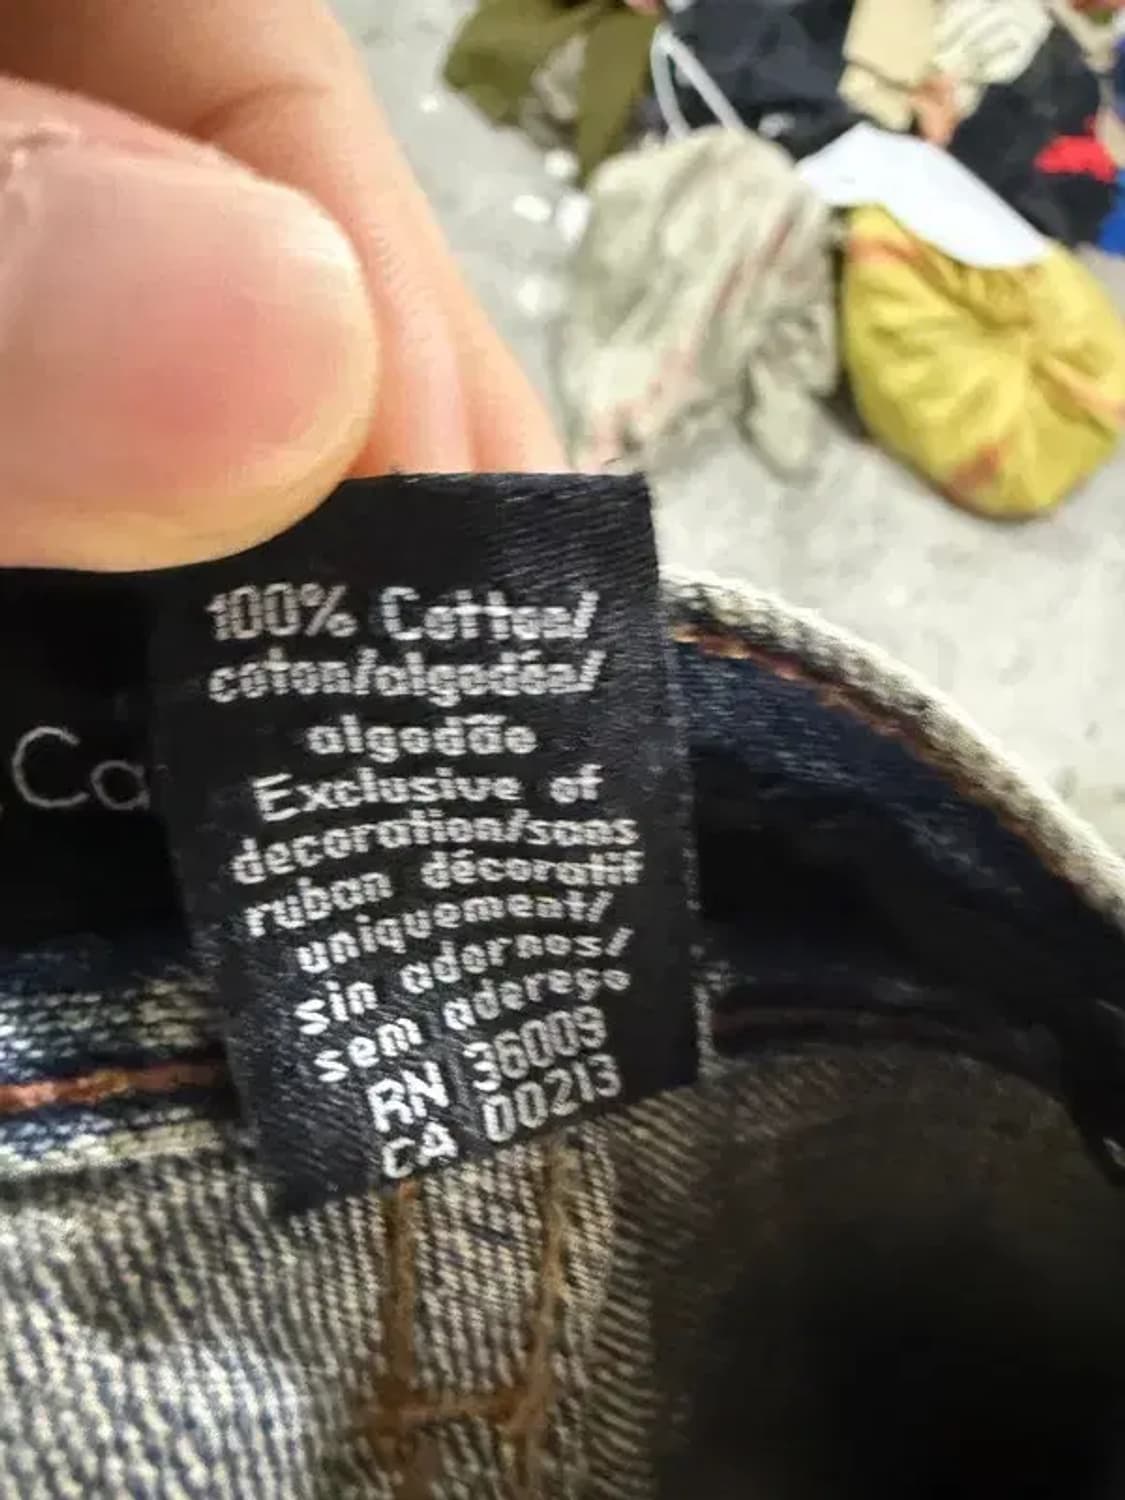 100% Cotton/
coton/algodón/
algodão
Exclusive of
decoration/sans
ruban décoratif
uniquement/
sin adornos/
sem adereço
RN 36009
CA 00213
Ca